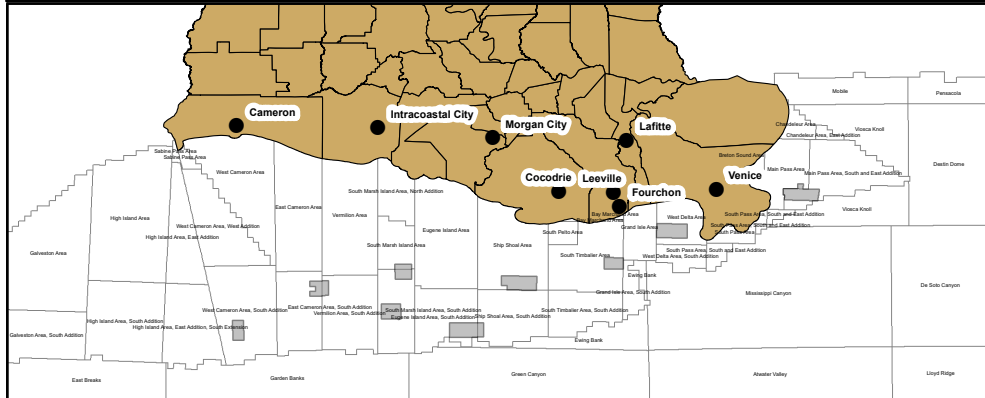 Mobile
Pensacola
Cameron
Intracoastal City
Morgan City
Lafitte
Chandeleur Area
Viosca Knoll
Chandeleur Area, East Addition
Sabine Pass Area
Sabine Pass Area
Breton Sound Area
Destin Dome
West Cameron Area
Main Pass Area
Main Pass Area, South and East Addition
Cocodrie
Leeville
Venice
South Marsh Island Area, North Addition
Fourchon
East Cameron Area
Vermilion Area
Viosca Knoll
High Island Area
Bay Marchand Area
West Delta Area
South Pass Area, South and East Addition
West Cameron Area, West Addition
Eugene Island Area
Grand Isle Area
South Pass Area, South and East Addition
South Pelto Area
South Pass Area
High Island Area, East Addition
South Marsh Island Area
Ship Shoal Area
Galveston Area
South Timbalier Area
South Pass Area, South and East Addition
West Delta Area, South Addition
Ewing Bank
De Soto Canyon
Grand Isle Area, South Addition
Mississippi Canyon
East Cameron Area, South Addition
West Cameron Area, South Addition
Vermilion Area, South Addition
South Marsh Island Area, South Addition
South Timbalier Area, South Addition
Eugene Island Area, South Addition
Ship Shoal Area, South Addition
High Island Area, South Addition
High Island Area, East Addition, South Extension
Galveston Area, South Addition
Ewing Bank
East Breaks
Garden Banks
Green Canyon
Atwater Valley
Lloyd Ridge